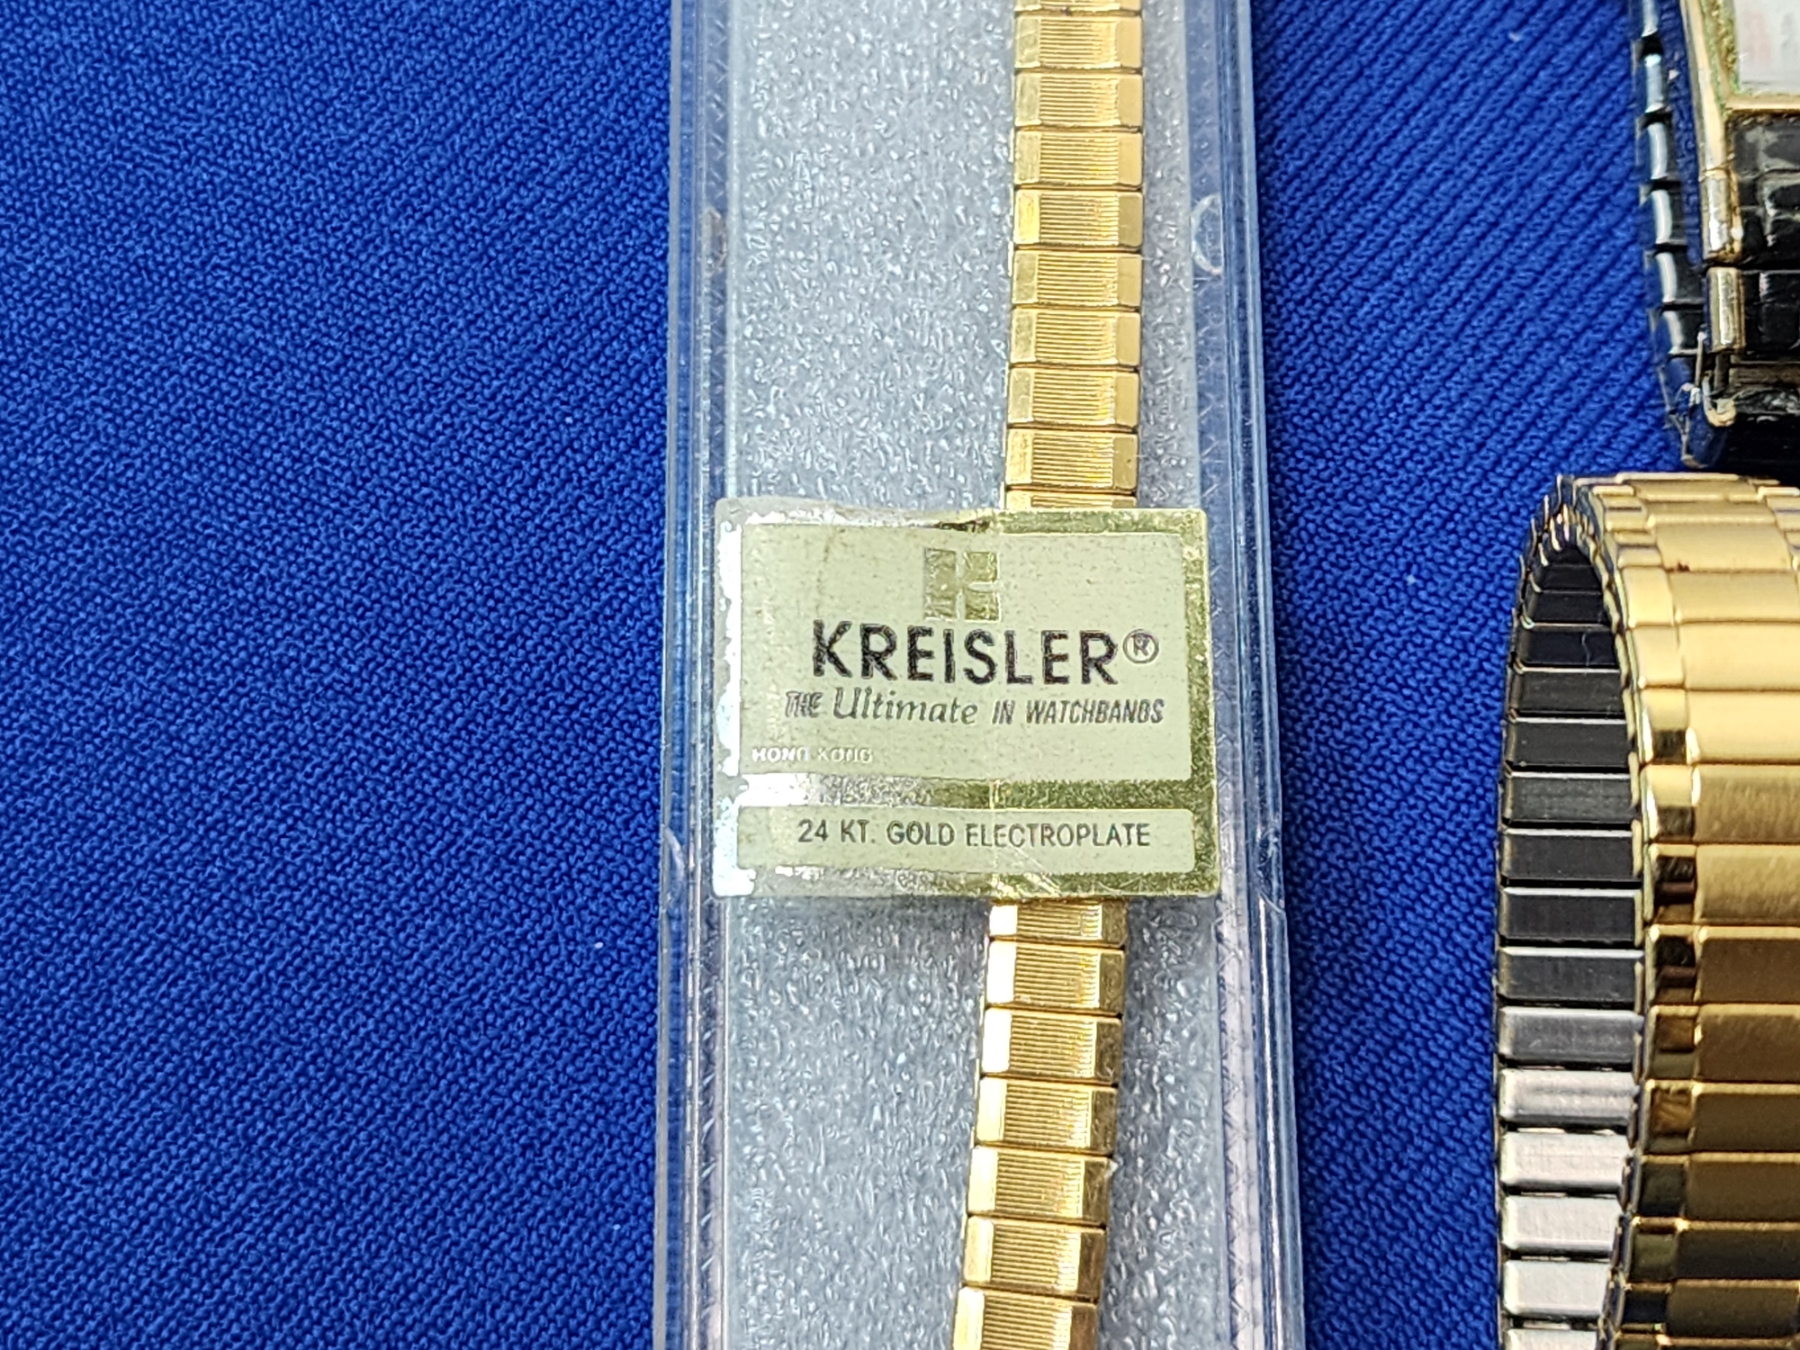 K
KREISLER®
THE Ultimate IN WATCHBANDS
HONG KONG
24 KT. GOLD ELECTROPLATE